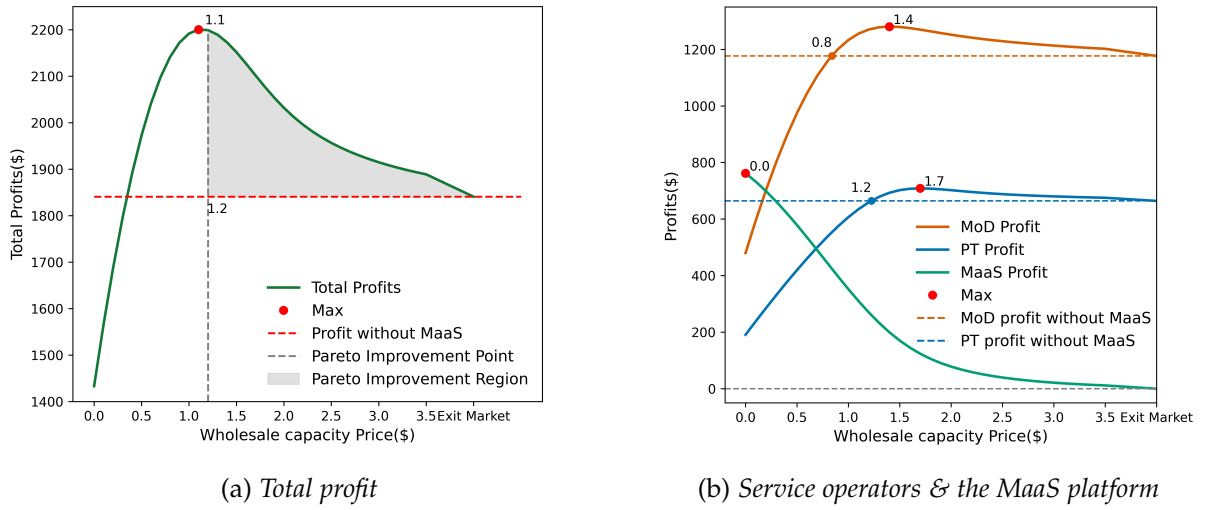 2200
2100
2000
1900
1800
1700
1600
1500
1400
Total Profits($)
1.1
1.2
Total Profits
Max
Profit without MaaS
Pareto Improvement Point
Pareto Improvement Region
0.0 0.5 1.0 1.5 2.0 2.5 3.0 3.5 Exit Market
Wholesale capacity Price($)
(a) Total profit
1200
1000
800
600
400
200
0
Profits($)
1.4
0.8
0.0
1.2
1.7
MoD Profit
PT Profit
MaaS Profit
Max
MoD profit without MaaS
PT profit without MaaS
0.0 0.5 1.0 1.5 2.0 2.5 3.0 3.5 Exit Market
Wholesale capacity Price($)
(b) Service operators & the MaaS platform